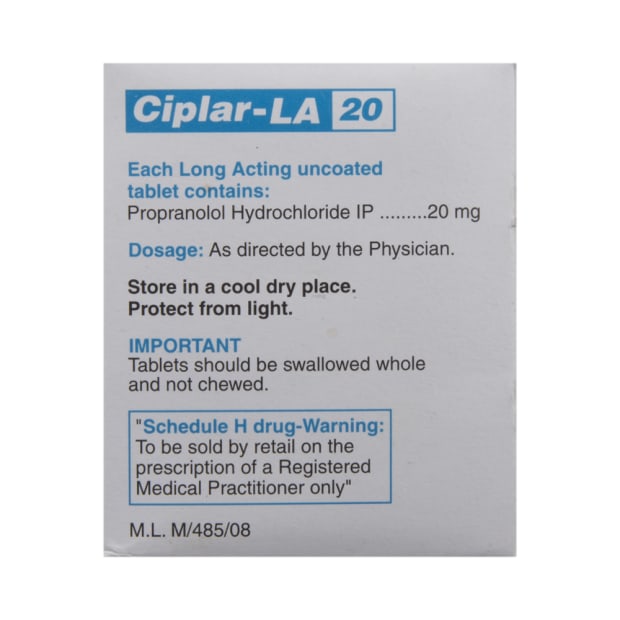 Ciplar-LA 20
Each Long Acting uncoated
tablet contains:
Propranolol Hydrochloride IP .........20 mg
Dosage: As directed by the Physician.
Store in a cool dry place.
Protect from light.
IMPORTANT
Tablets should be swallowed whole
and not chewed.
"Schedule H drug-Warning:
To be sold by retail on the
prescription of a Registered
Medical Practitioner only"
M.L. M/485/08